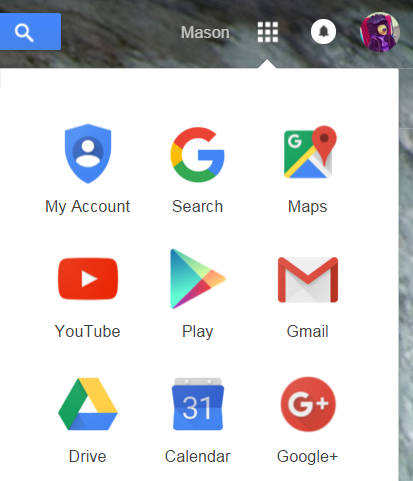 Mason
My Account Search Maps
G
YouTube Play Gmail
31
G+
Drive Calendar Google+